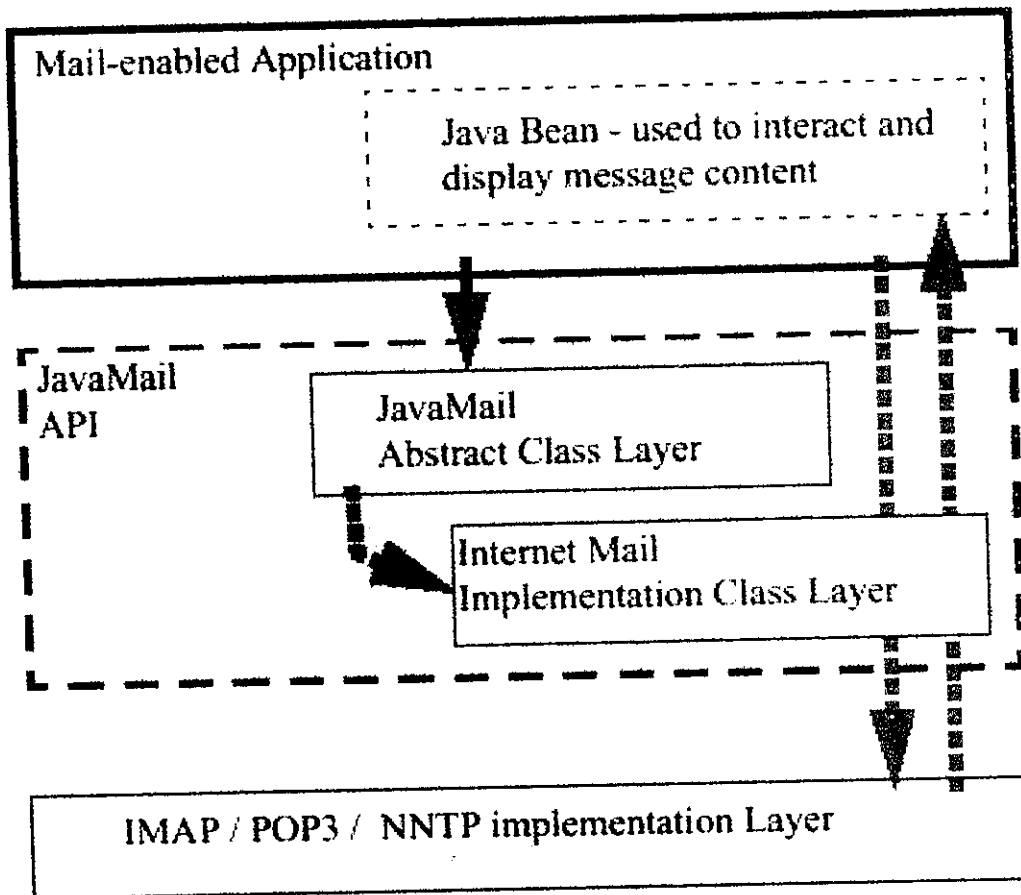 Mail-enabled Application
Java Bean - used to interact and
display message content
JavaMail
API
JavaMail
Abstract Class Layer
Internet Mail
Implementation Class Layer
IMAP / POP3 / NNTP implementation Layer